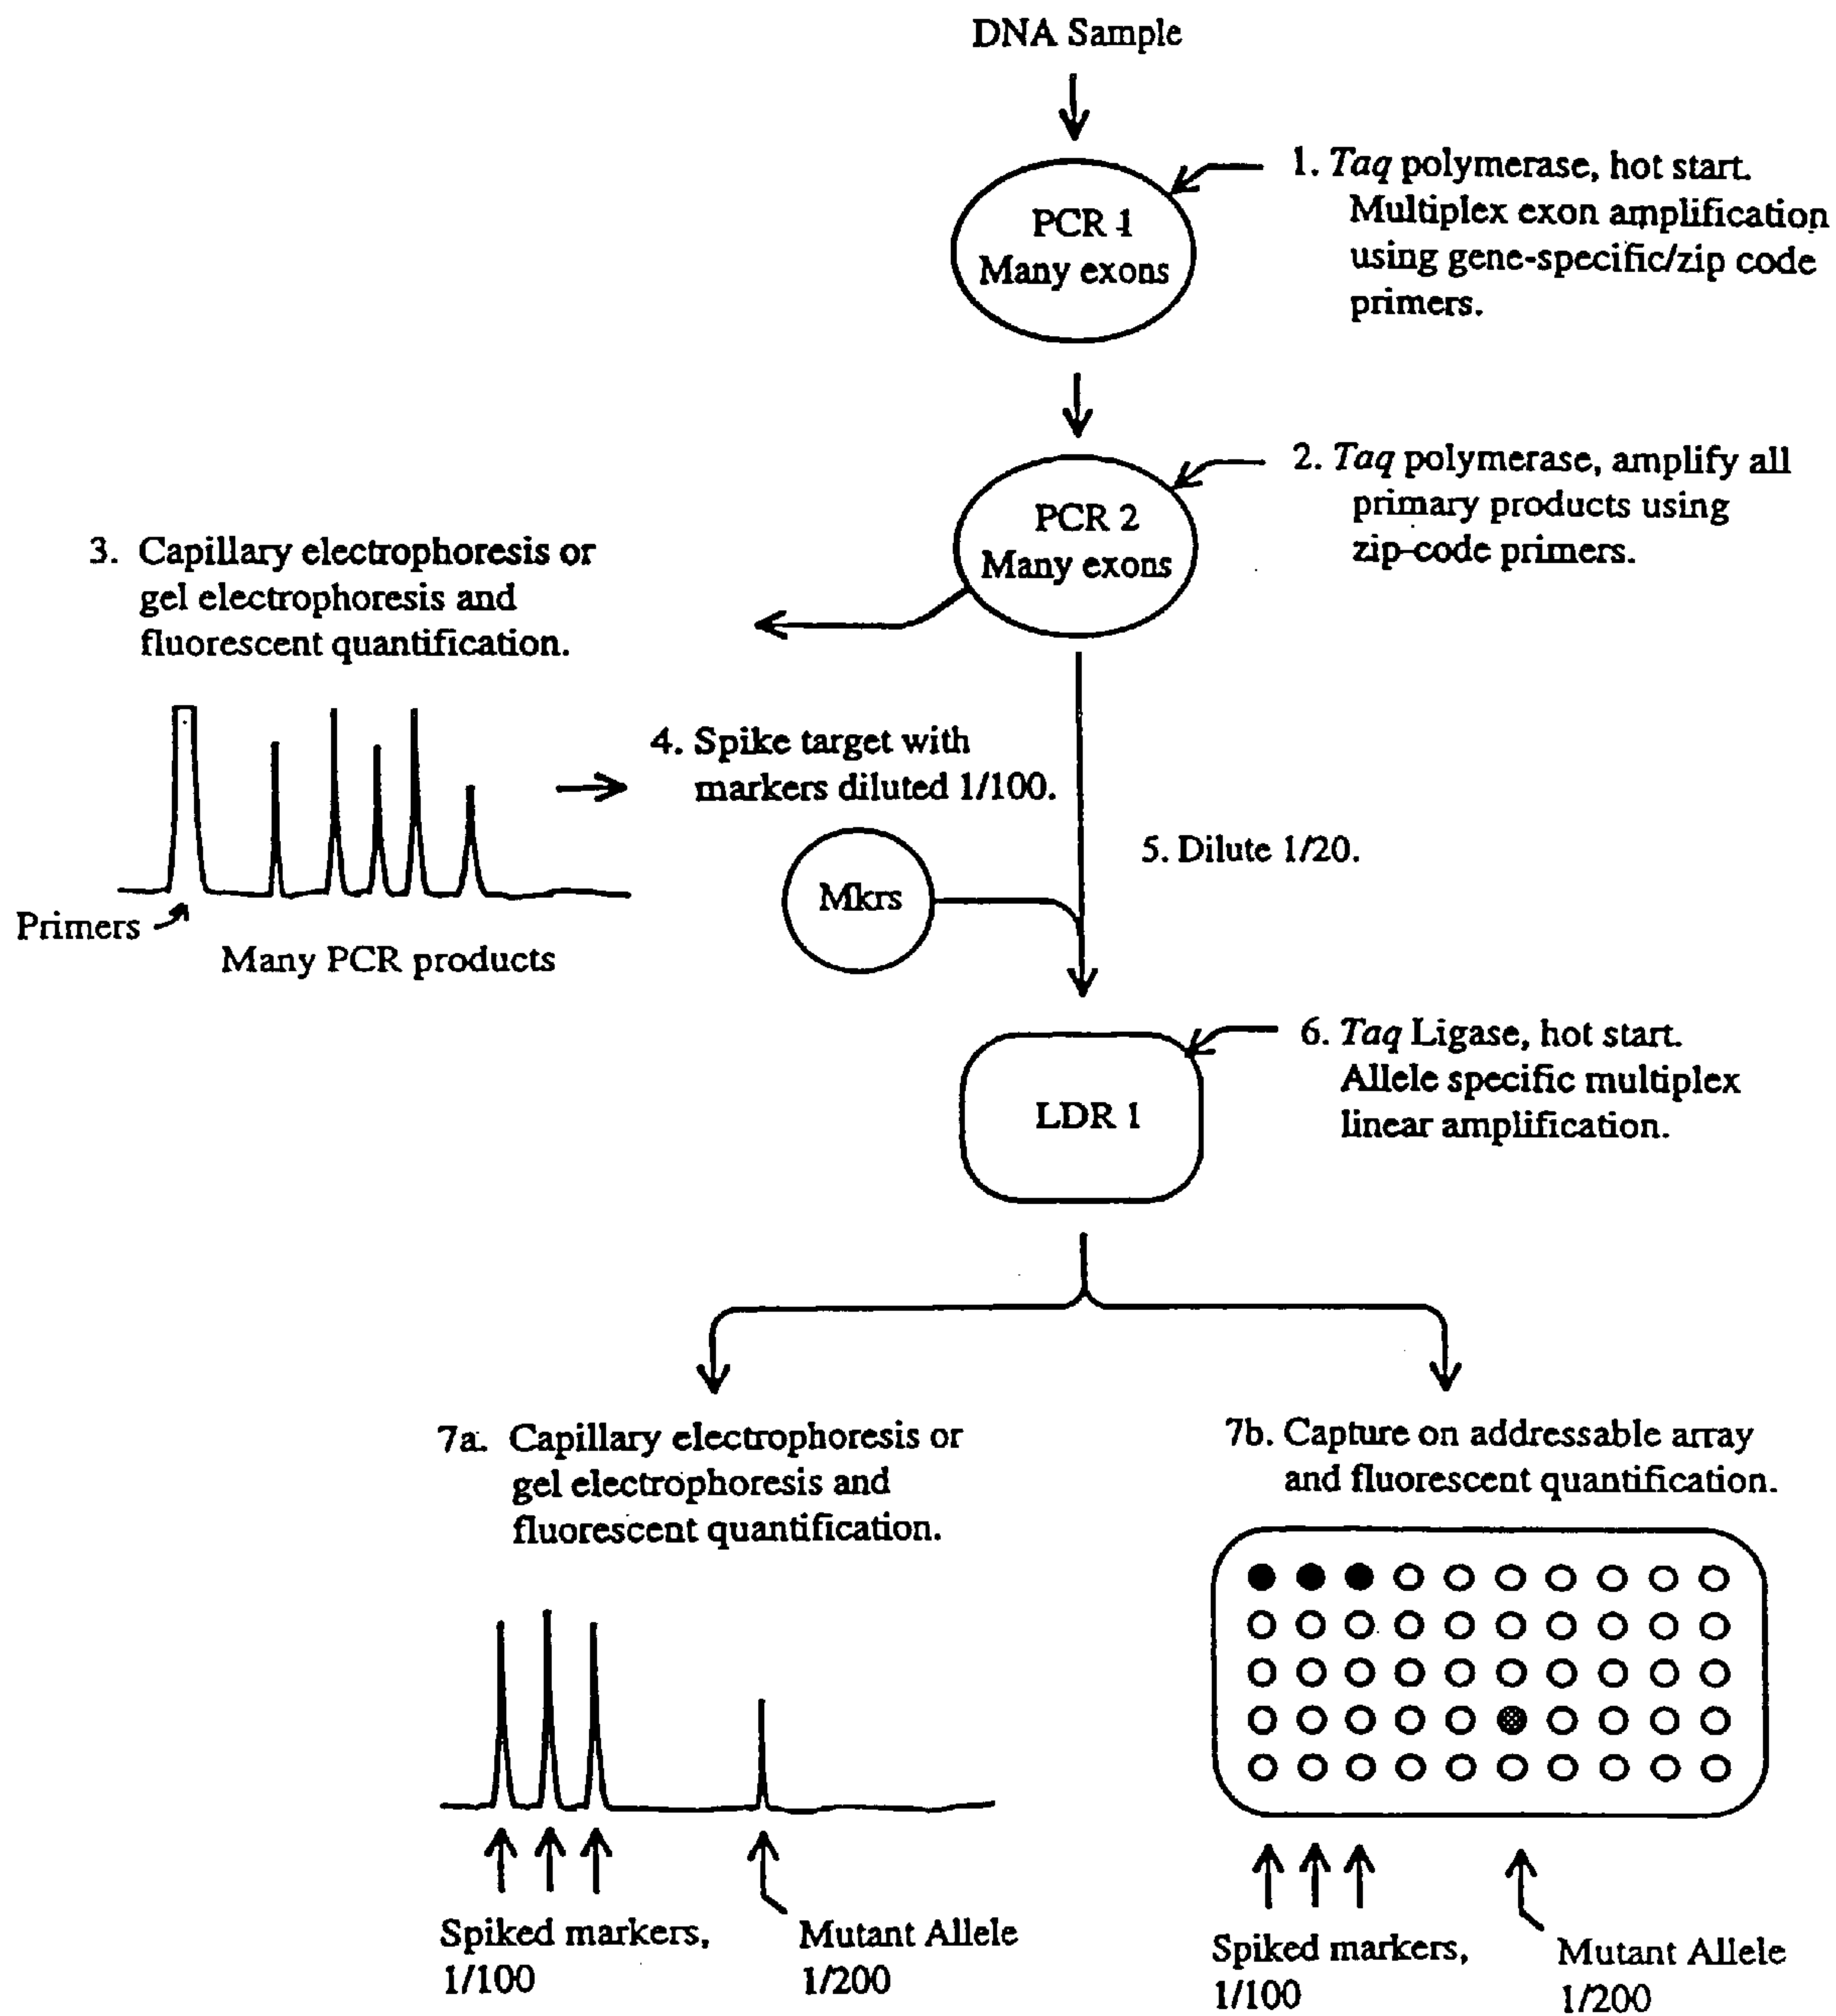 DNA Sample
PCR 1
Many exons
1. Taq polymerase, hot start.
Multiplex exon amplification
using gene-specific/zip code
primers.
PCR 2
Many exons
2. Taq polymerase, amplify all
primary products using
zip-code primers.
3. Capillary electrophoresis or
gel electrophoresis and
fluorescent quantification.
Primers
Many PCR products
4. Spike target with
markers diluted 1/100.
Mkrs
5. Dilute 1/20.
LDR 1
6. Taq Ligase, hot start.
Allele specific multiplex
linear amplification.
7a. Capillary electrophoresis or
gel electrophoresis and
fluorescent quantification.
Spiked markers,
1/100
Mutant Allele
1/200
7b. Capture on addressable array
and fluorescent quantification.
Spiked markers,
1/100
Mutant Allele
1/200